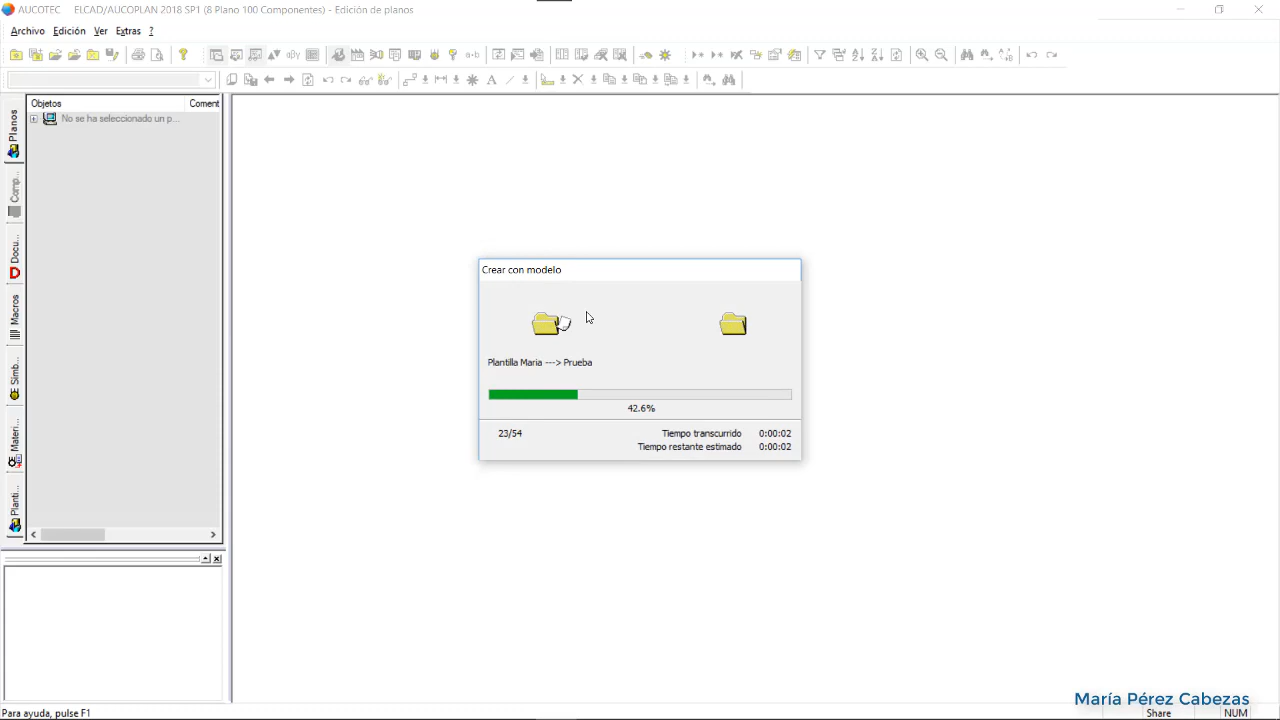 AUCOTEC ELCAD/AUCOPLAN 2018 SP1 (8 Plano 100 Componentes) - Edición de planos
Archivo Edición Ver Extras ?
Objetos Coment
No se ha seleccionado un p...
Planos
Comp...
Docu...
Macros
Símb...
Materi...
Planti...
Crear con modelo
Plantilla Maria ---> Prueba
42.6%
23/54 Tiempo transcurrido 0:00:02
Tiempo restante estimado 0:00:02
María Pérez Cabezas
Para ayuda, pulse F1 Share NUM